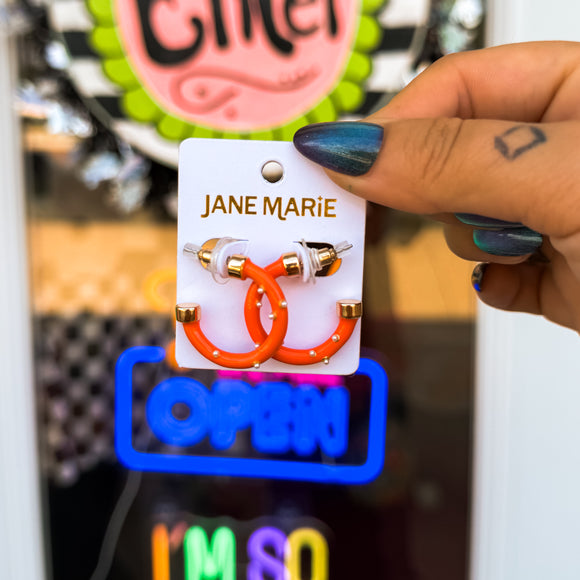 Enter
JANE MARIE
OPEN
I'M SO